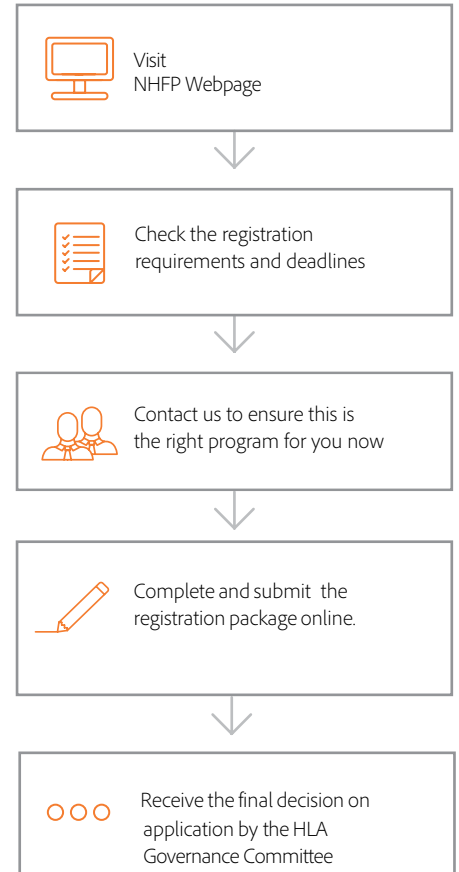 Visit
NHFP Webpage
Check the registration
requirements and deadlines
Contact us to ensure this is
the right program for you now
Complete and submit  the
registration package online.
Receive the final decision on
application by the HLA
Governance Committee